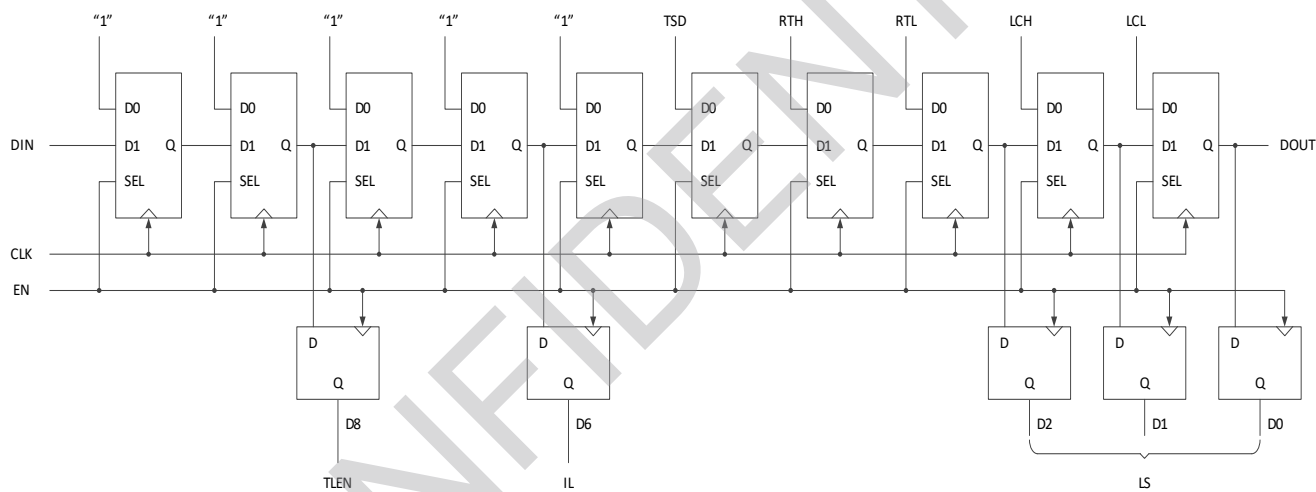 “1” “1” “1” “1” “1” TSD RTH RTL LCH LCL
D0 D0 D0 D0 D0 D0 D0 D0 D0 D0
DIN D1 Q D1 Q D1 Q D1 Q D1 Q D1 Q D1 Q D1 Q D1 Q D1 Q DOUT
SEL SEL SEL SEL SEL SEL SEL SEL SEL SEL
CLK
EN
D D D D D
Q Q Q Q Q
D8 D6 D2 D1 D0
TLEN IL LS
NFIDENT